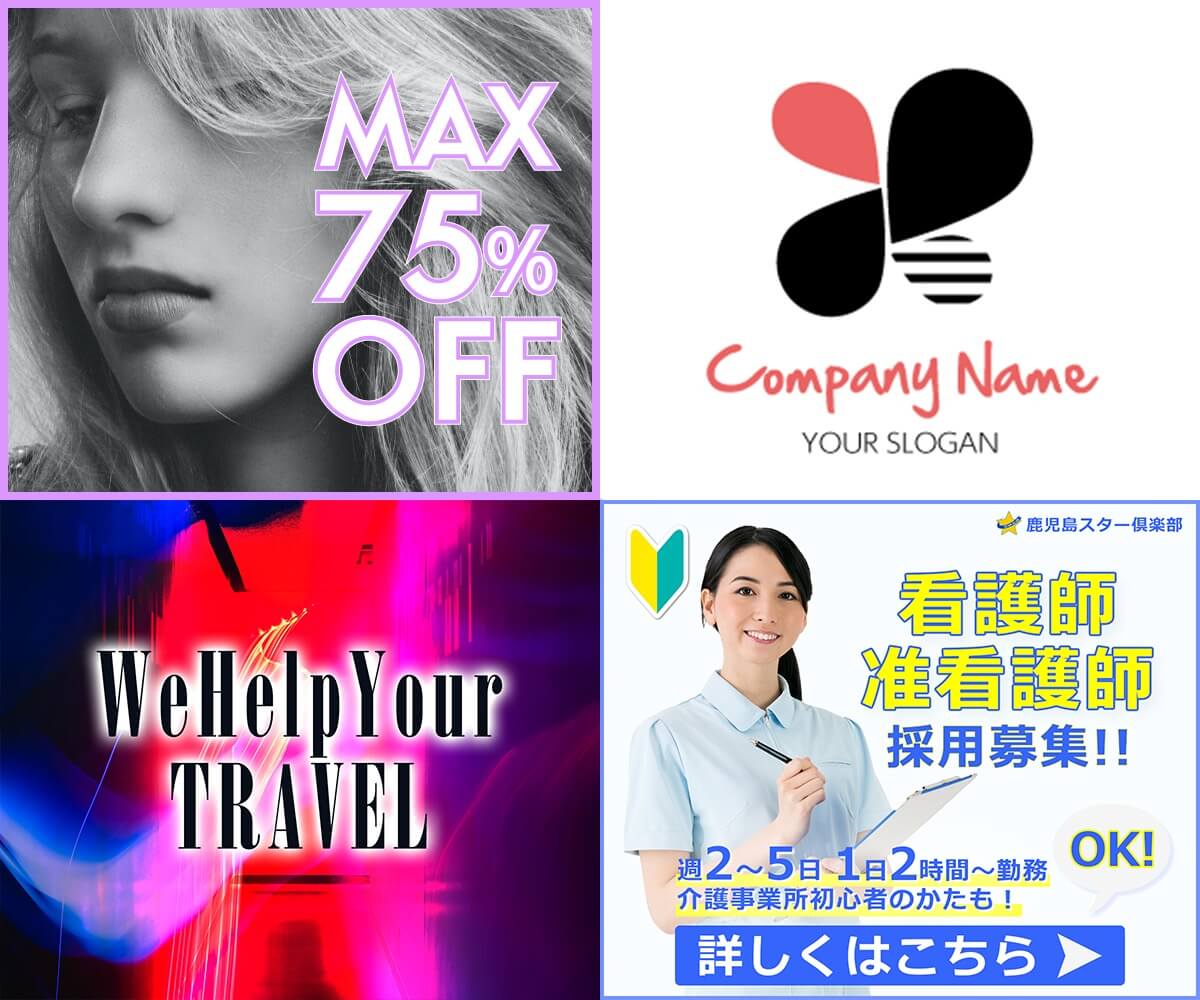 MAX
75%
OFF
Company Name
YOUR SLOGAN
WeHelpYour
TRAVEL
鹿児島スター倶楽部
看護師
准看護師
採用募集!!
週2～5日 1日2時間～勤務
介護事業所初心者のかたも！
OK!
詳しくはこちら